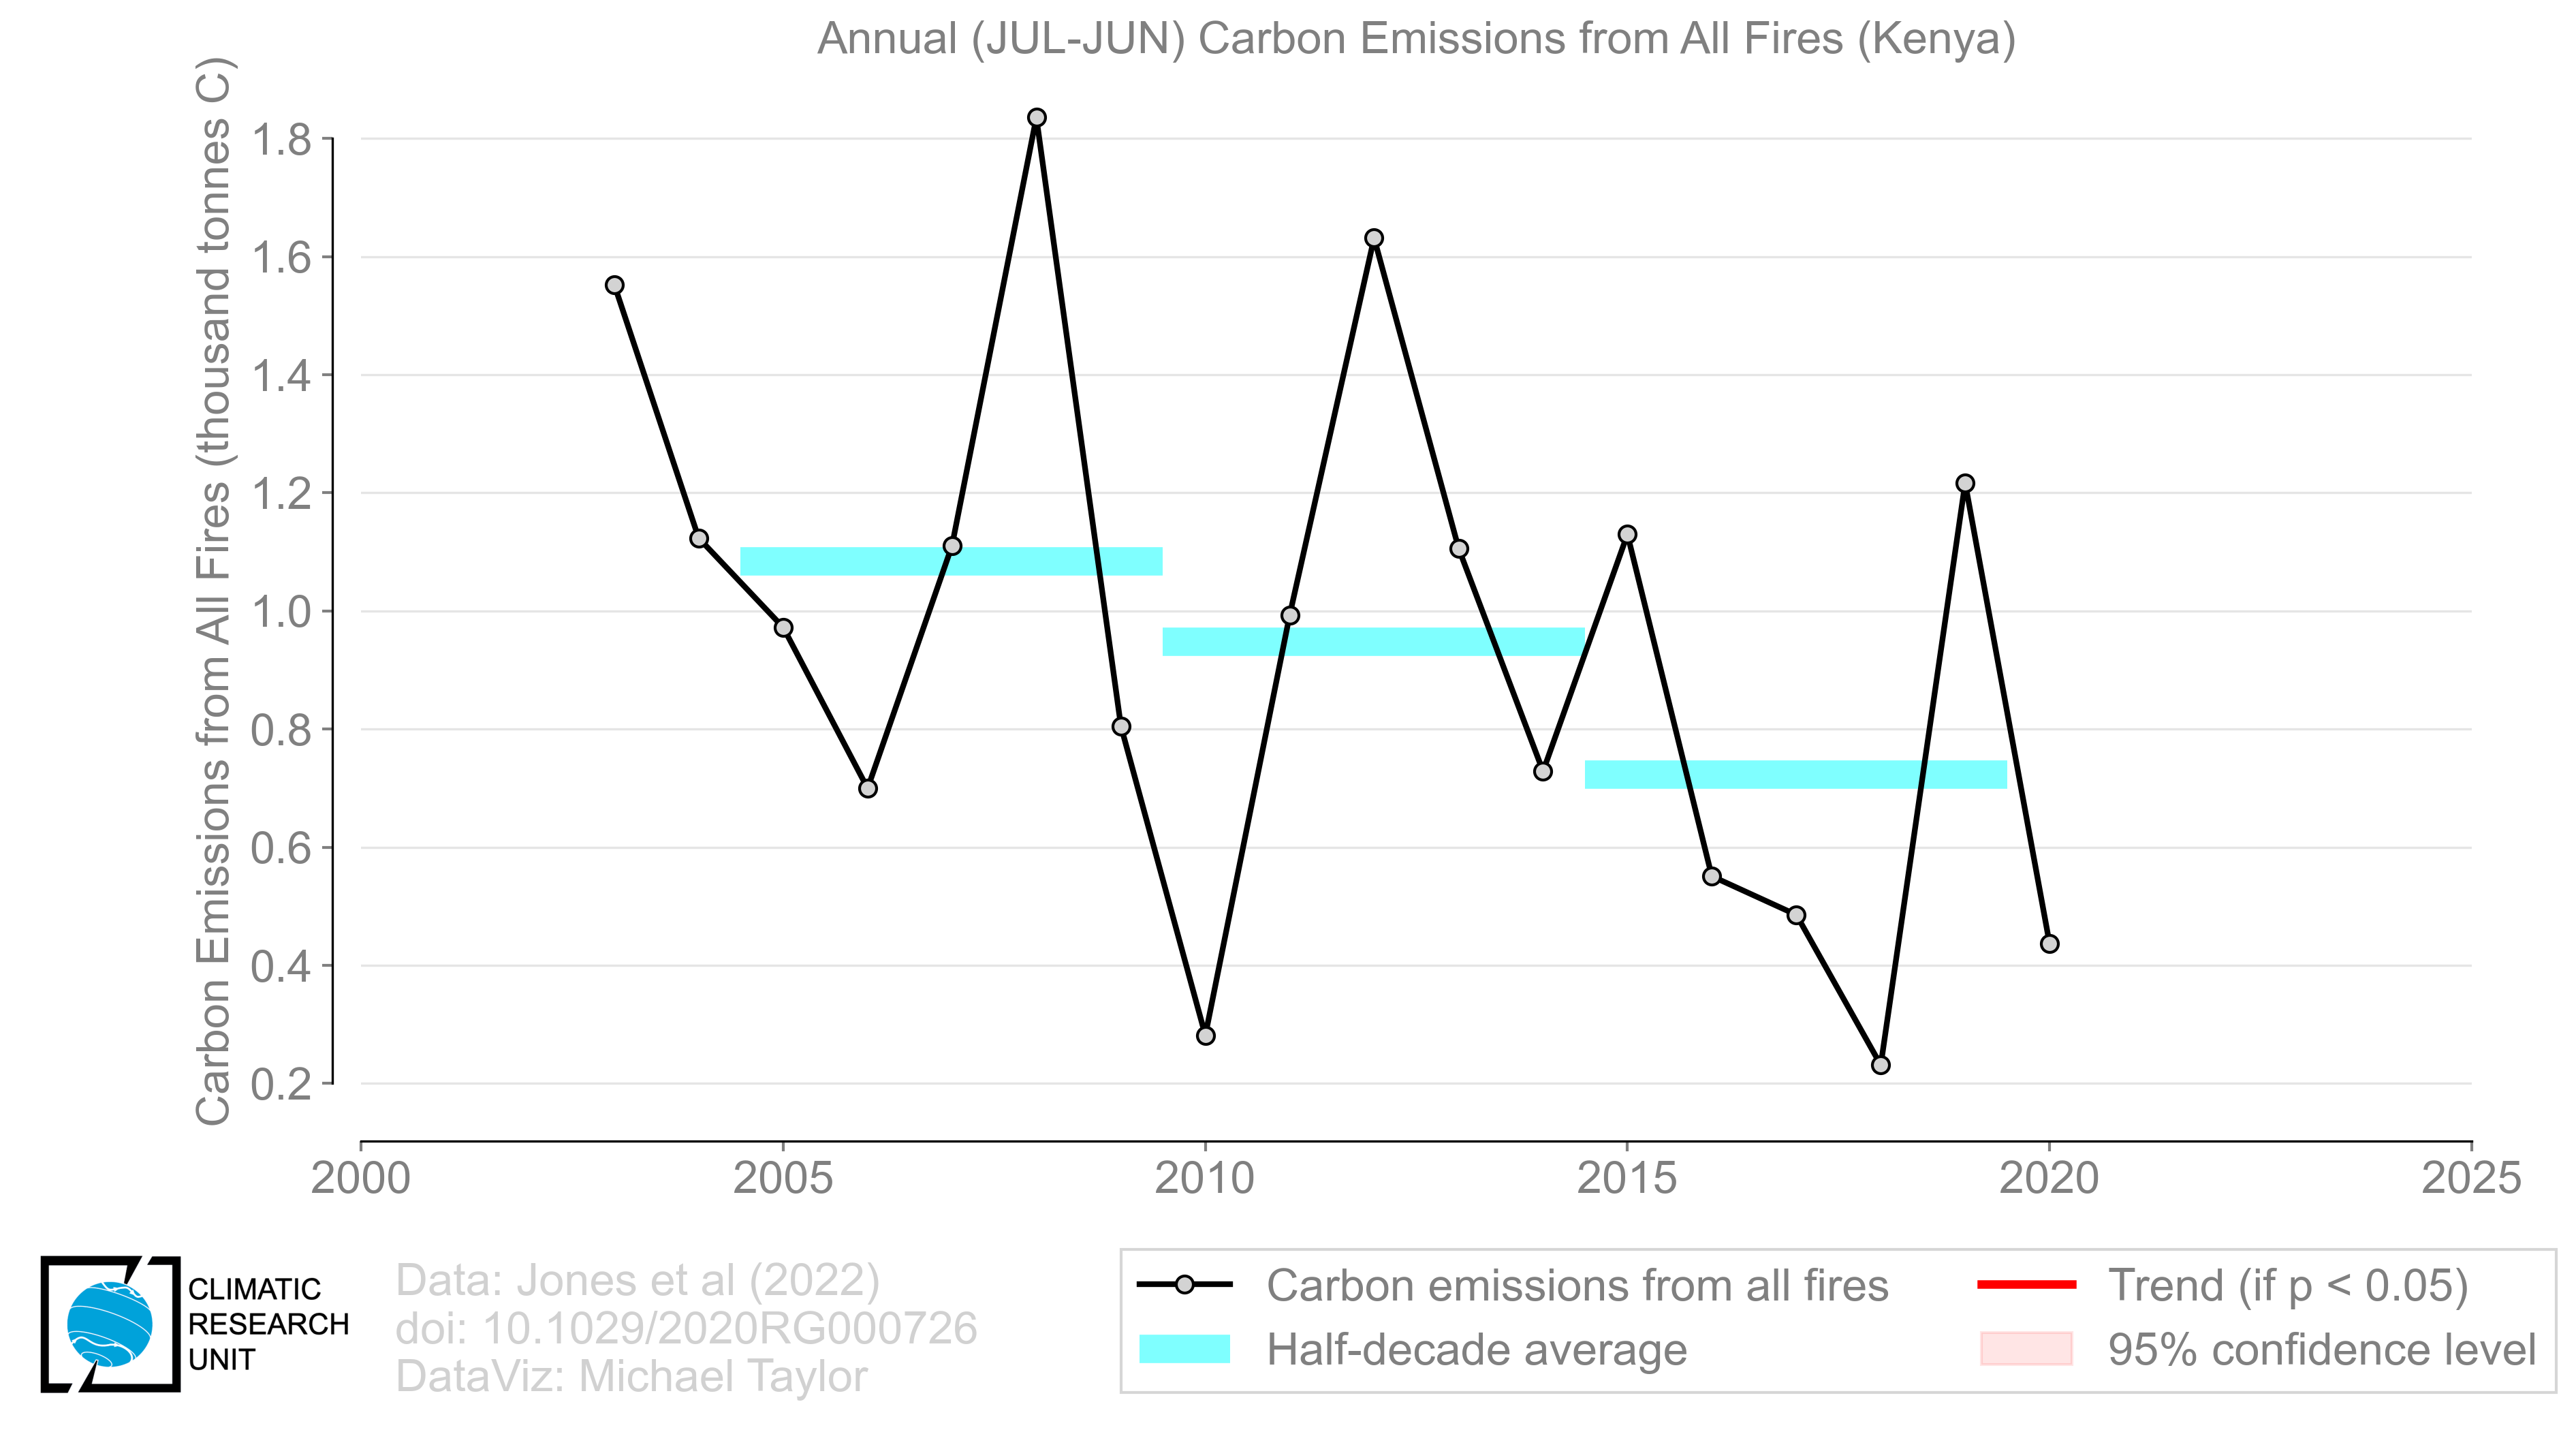 Annual (JUL-JUN) Carbon Emissions from All Fires (Kenya)
Carbon Emissions from All Fires (thousand tonnes C)
1.8
1.6
1.4
1.2
1.0
0.8
0.6
0.4
0.2
2000
2005
2010
2015
2020
2025
CLIMATIC
RESEARCH
UNIT
Data: Jones et al (2022)
doi: 10.1029/2020RG000726
DataViz: Michael Taylor
Carbon emissions from all fires
Half-decade average
Trend (if p < 0.05)
95% confidence level